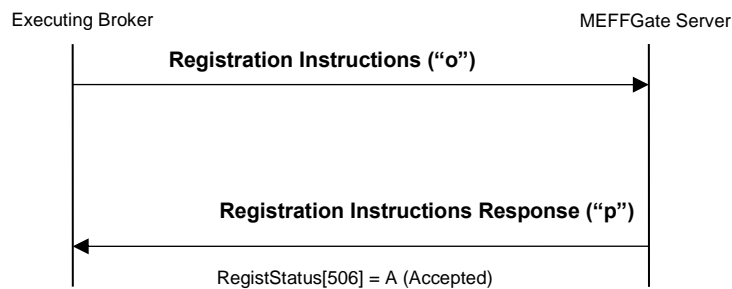 Executing Broker
MEFFGate Server
Registration Instructions (“o”)
Registration Instructions Response (“p”)
RegistStatus[506] = A (Accepted)